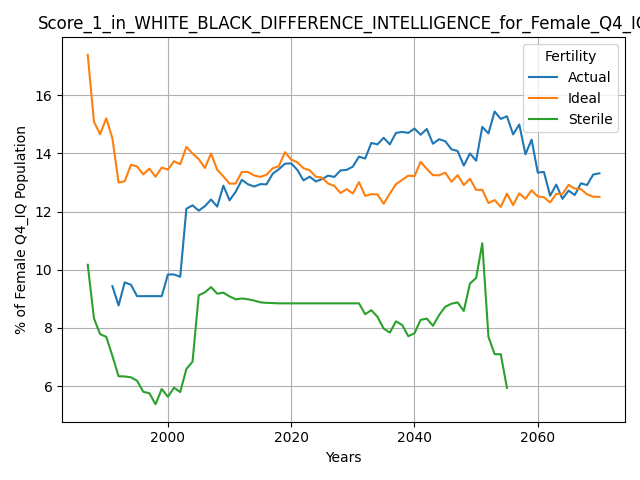 Score_1_in_WHITE_BLACK_DIFFERENCE_INTELLIGENCE_for_Female_Q4_IQ
Fertility
Actual
Ideal
Sterile
% of Female Q4_IQ Population
16
14
12
10
8
6
2000 2020 2040 2060
Years